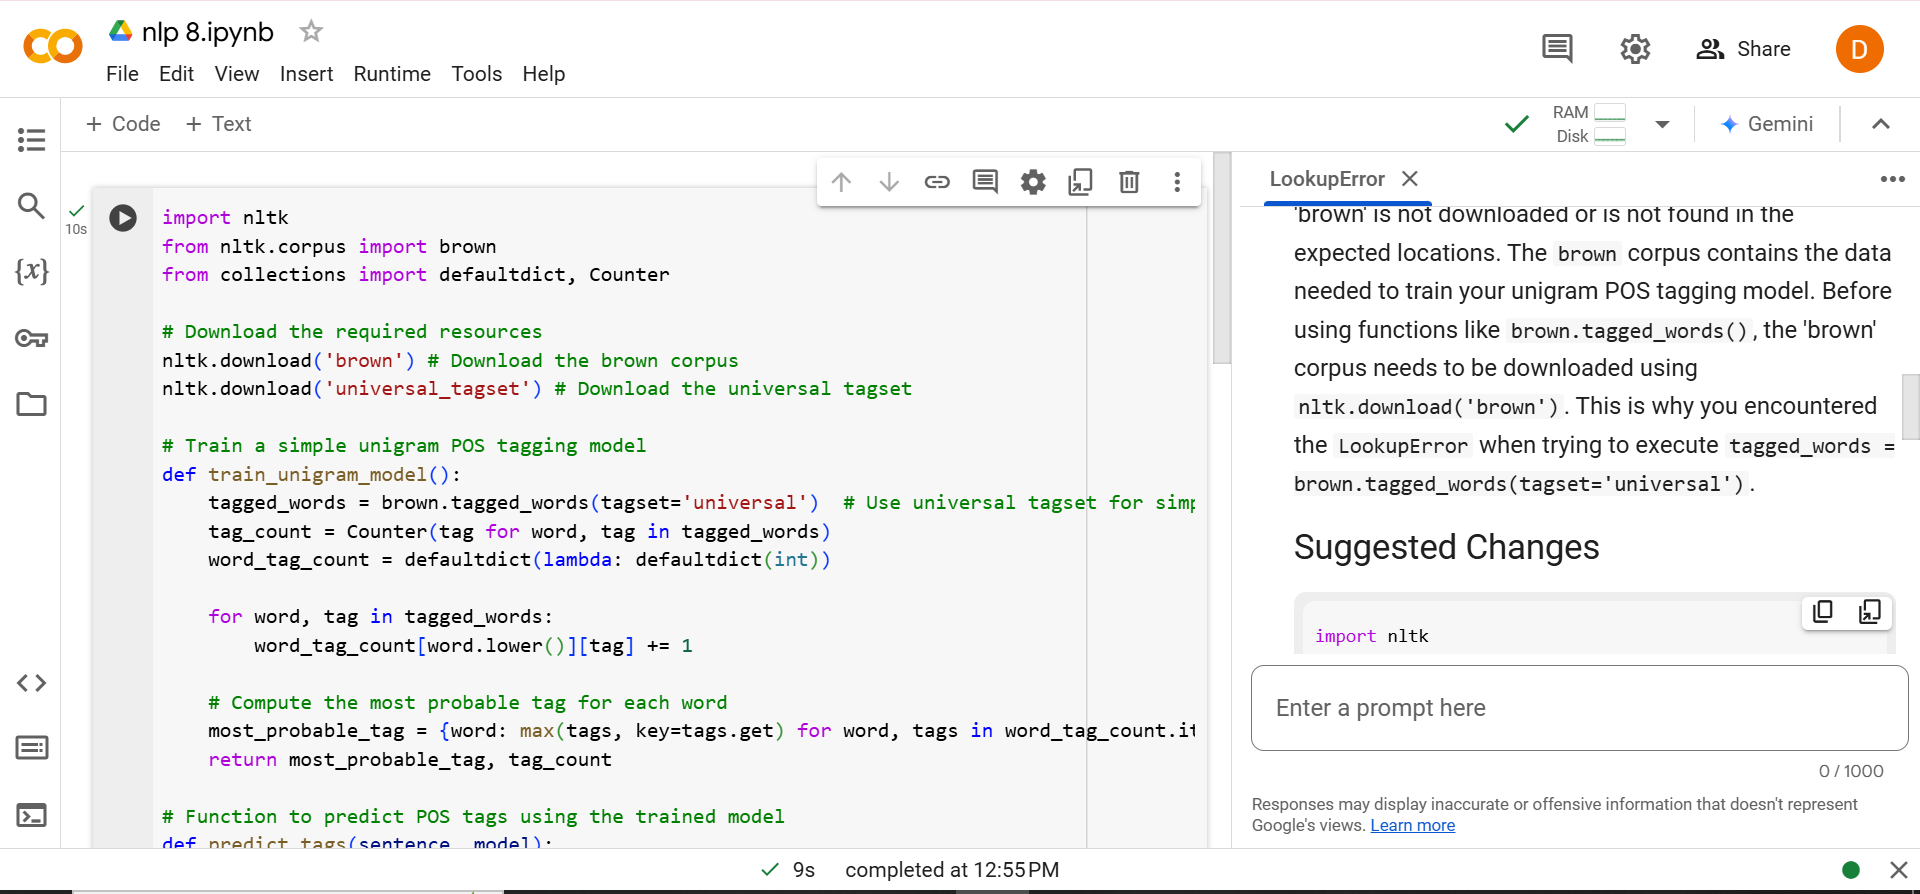 nlp 8.ipynb
File Edit View Insert Runtime Tools Help
Share
D
+ Code + Text
RAM
Disk
Gemini
10s
import nltk
from nltk.corpus import brown
from collections import defaultdict, Counter
# Download the required resources
nltk.download('brown') # Download the brown corpus
nltk.download('universal_tagset') # Download the universal tagset
# Train a simple unigram POS tagging model
def train_unigram_model():
tagged_words = brown.tagged_words(tagset='universal') # Use universal tagset for simp
tag_count = Counter(tag for word, tag in tagged_words)
word_tag_count = defaultdict(lambda: defaultdict(int))
for word, tag in tagged_words:
word_tag_count[word.lower()][tag] += 1
# Compute the most probable tag for each word
most_probable_tag = {word: max(tags, key=tags.get) for word, tags in word_tag_count.it
return most_probable_tag, tag_count
# Function to predict POS tags using the trained model
def predict_tags(sentence, model):
LookupError
'brown' is not downloaded or is not found in the
expected locations. The brown corpus contains the data
needed to train your unigram POS tagging model. Before
using functions like brown.tagged_words(), the 'brown'
corpus needs to be downloaded using
nltk.download('brown'). This is why you encountered
the LookupError when trying to execute tagged_words =
brown.tagged_words(tagset='universal').
Suggested Changes
import nltk
Enter a prompt here
0 / 1000
Responses may display inaccurate or offensive information that doesn't represent
Google's views. Learn more
9s completed at 12:55 PM